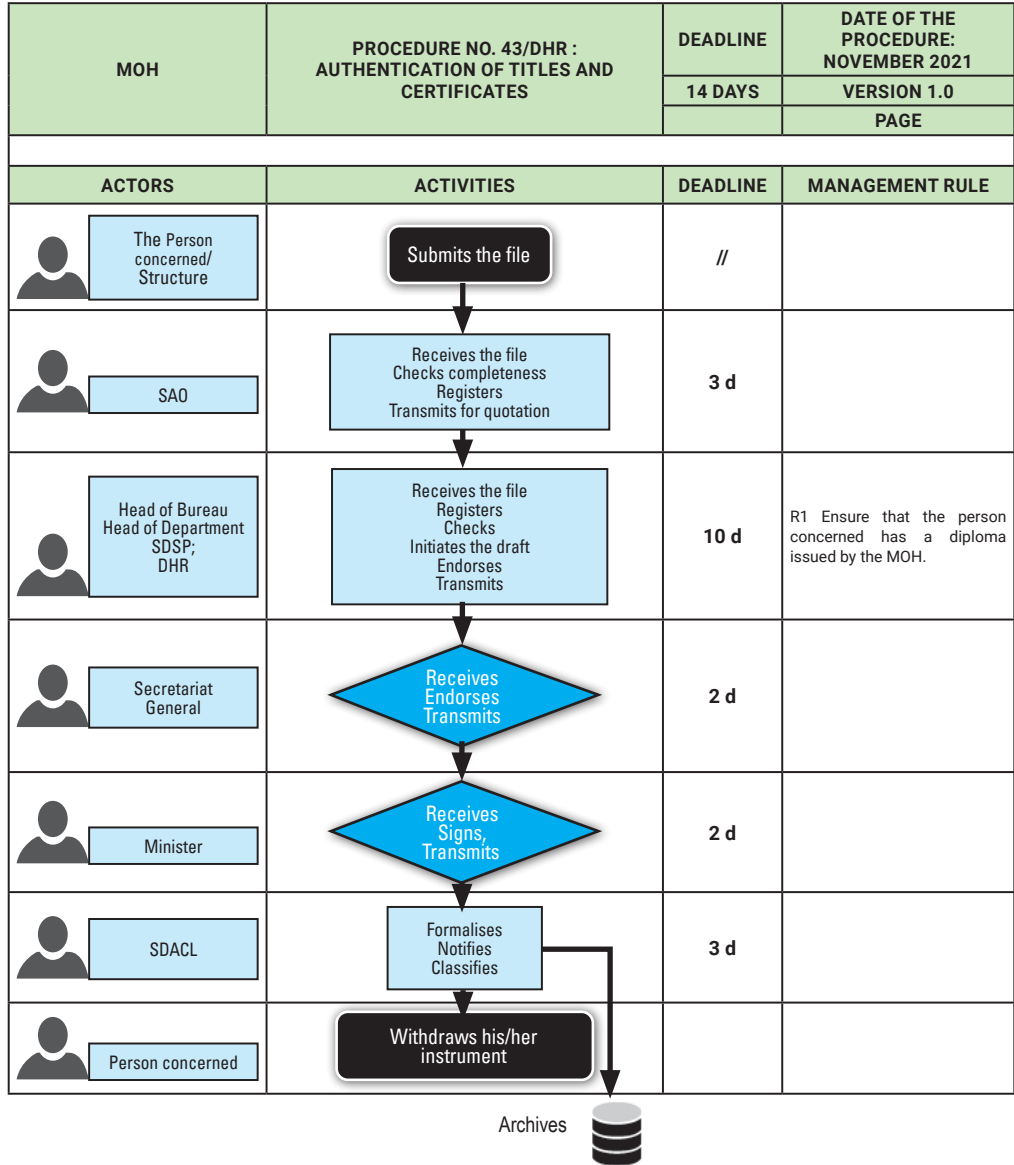 MOH
PROCEDURE NO. 43/DHR :
AUTHENTICATION OF TITLES AND
CERTIFICATES
DEADLINE
DATE OF THE
PROCEDURE:
NOVEMBER 2021
14 DAYS
VERSION 1.0
PAGE
ACTORS
ACTIVITIES
DEADLINE
MANAGEMENT RULE
The Person
concerned/
Structure
Submits the file
//
SAO
Receives the file
Checks completeness
Registers
Transmits for quotation
3 d
Head of Bureau
Head of Department
SDSP;
DHR
Receives the file
Registers
Checks
Initiates the draft
Endorses
Transmits
10 d
R1 Ensure that the person
concerned has a diploma
issued by the MOH.
Secretariat
General
Receives
Endorses
Transmits
2 d
Minister
Receives
Signs,
Transmits
2 d
SDACL
Formalises
Notifies
Classifies
3 d
Person concerned
Withdraws his/her
instrument
Archives